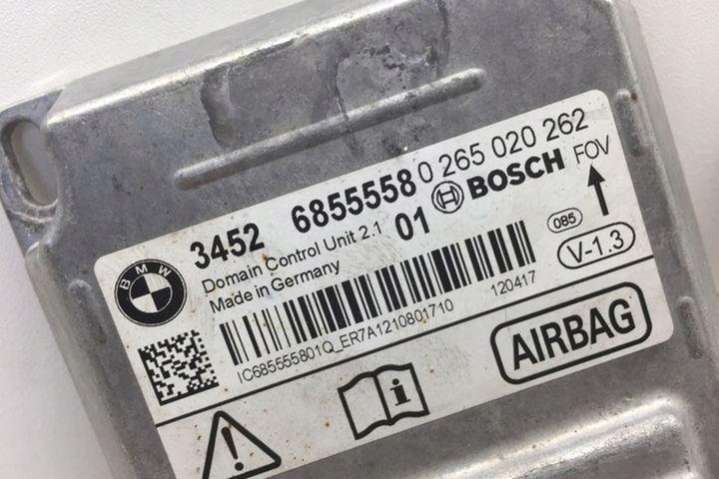 3452 6855558 0 265 020 262
Domain Control Unit 2.1 01 BOSCH FOV
Made in Germany
BMW
085
V-1.3
120417
IC685555801Q_ER7A1210801710
AIRBAG
i